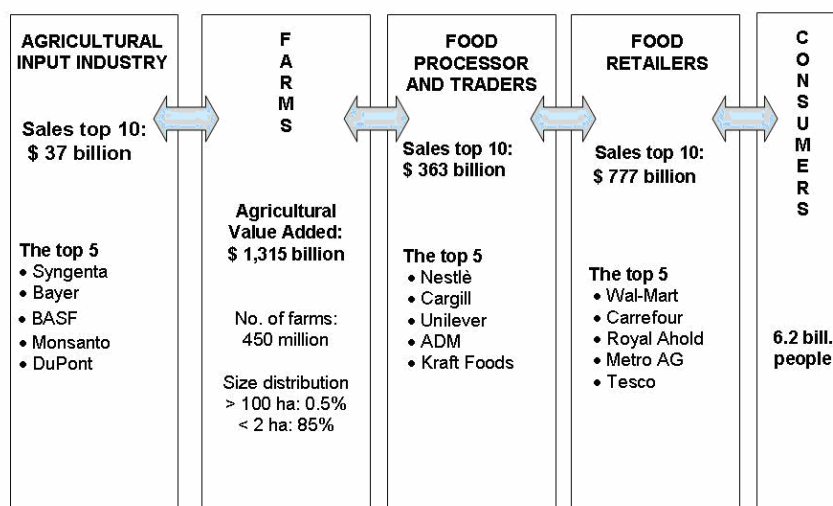 AGRICULTURAL
INPUT INDUSTRY
Sales top 10:
$ 37 billion
The top 5
• Syngenta
• Bayer
• BASF
• Monsanto
• DuPont
F
A
R
M
S
Agricultural
Value Added:
$ 1,315 billion
No. of farms:
450 million
Size distribution
> 100 ha: 0.5%
< 2 ha: 85%
FOOD
PROCESSOR
AND TRADERS
Sales top 10:
$ 363 billion
The top 5
• Nestlè
• Cargill
• Unilever
• ADM
• Kraft Foods
FOOD
RETAILERS
Sales top 10:
$ 777 billion
The top 5
• Wal-Mart
• Carrefour
• Royal Ahold
• Metro AG
• Tesco
C
O
N
S
U
M
E
R
S
6.2 bill.
people